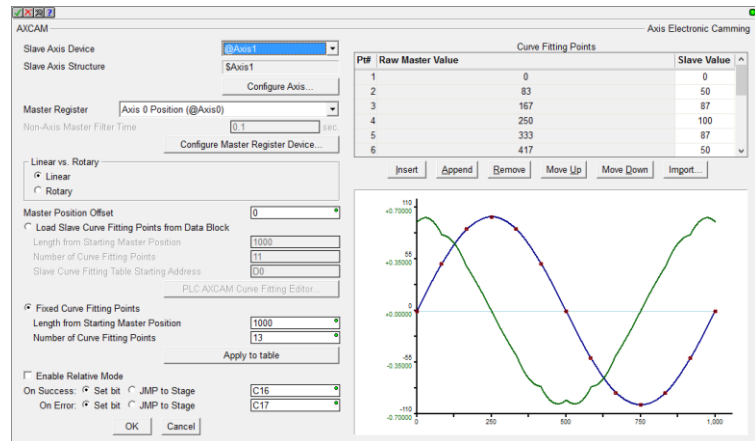 AXCAM
Axis Electronic Camming
Slave Axis Device
@Axis1
Slave Axis Structure
$Axis1
Configure Axis...
Master Register
Axis 0 Position (@Axis0)
Non-Axis Master Filter Time
0.1
sec.
Configure Master Register Device...
Linear vs. Rotary
Linear
Rotary
Master Position Offset
0
Load Slave Curve Fitting Points from Data Block
Length from Starting Master Position
1000
Number of Curve Fitting Points
11
Slave Curve Fitting Table Starting Address
D0
PLC AXCAM Curve Fitting Editor...
Fixed Curve Fitting Points
Length from Starting Master Position
1000
Number of Curve Fitting Points
13
Apply to table
Enable Relative Mode
On Success: Set bit JMP to Stage C16
On Error: Set bit JMP to Stage C17
OK Cancel
Curve Fitting Points
Pt# Raw Master Value Slave Value
1 0 0
2 83 50
3 167 87
4 250 100
5 333 87
6 417 50
Insert Append Remove Move Up Move Down Import...
110
+0.70000
55
+0.35000
0
+0.00000
-55
-0.35000
-110
-0.70000
0 250 500 750 1,000